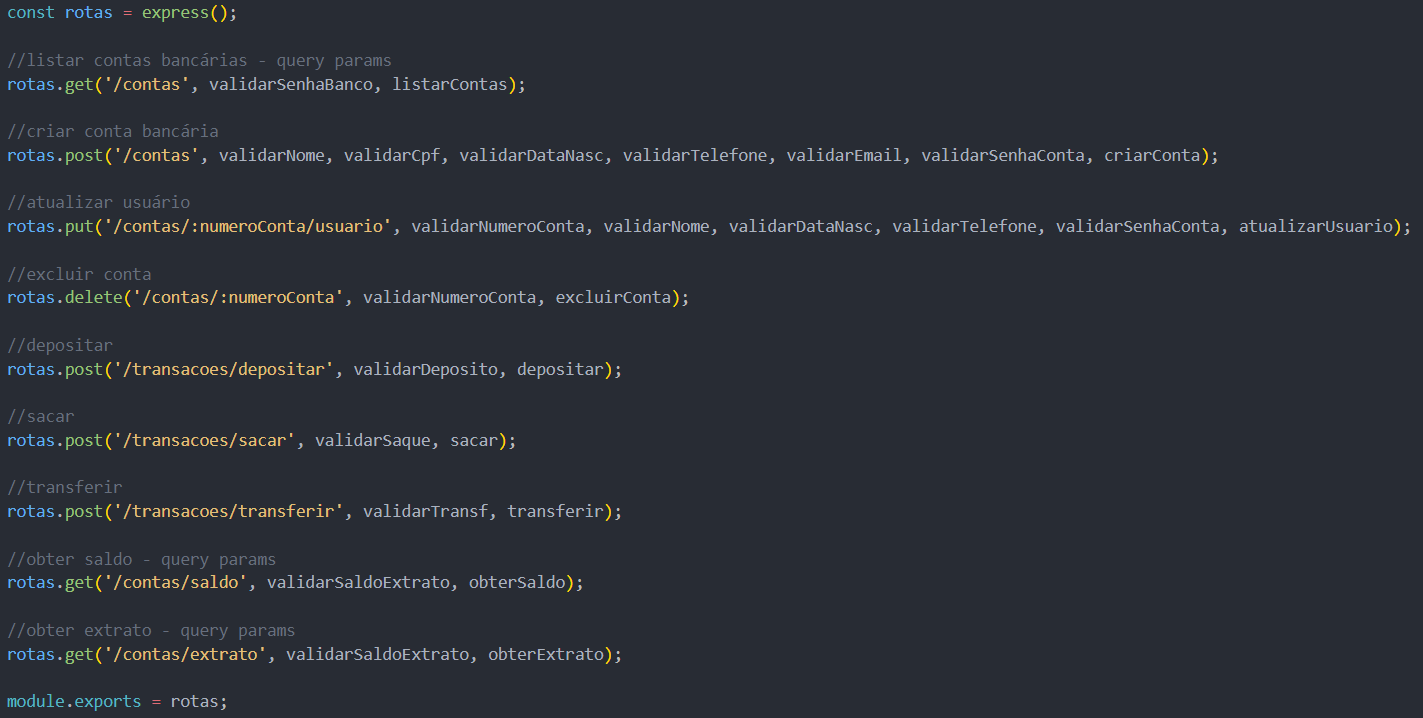 const rotas = express();
//listar contas bancárias - query params
rotas.get('/contas', validarSenhaBanco, listarContas);
//criar conta bancária
rotas.post('/contas', validarNome, validarCpf, validarDataNasc, validarTelefone, validarEmail, validarSenhaConta, criarConta);
//atualizar usuário
rotas.put('/contas/:numeroConta/usuario', validarNumeroConta, validarNome, validarDataNasc, validarTelefone, validarSenhaConta, atualizarUsuario);
//excluir conta
rotas.delete('/contas/:numeroConta', validarNumeroConta, excluirConta);
//depositar
rotas.post('/transacoes/depositar', validarDeposito, depositar);
//sacar
rotas.post('/transacoes/sacar', validarSaque, sacar);
//transferir
rotas.post('/transacoes/transferir', validarTransf, transferir);
//obter saldo - query params
rotas.get('/contas/saldo', validarSaldoExtrato, obterSaldo);
//obter extrato - query params
rotas.get('/contas/extrato', validarSaldoExtrato, obterExtrato);
module.exports = rotas;